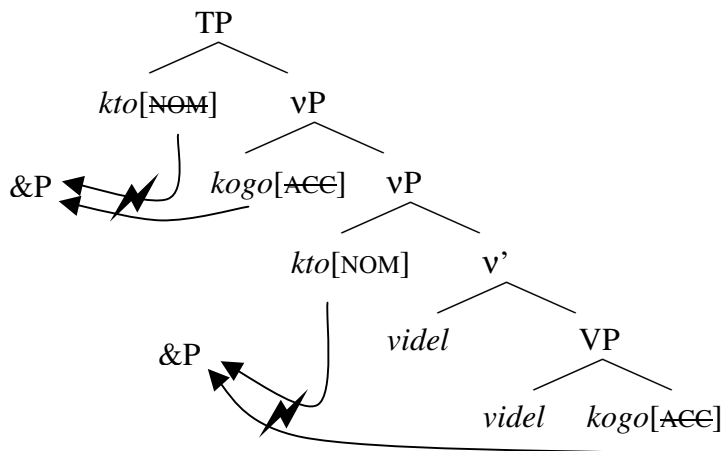 TP
kto[NOM] vP
&P kogo[ACC] vP
kto[NOM] v’
&P videl VP
videl kogo[ACC]